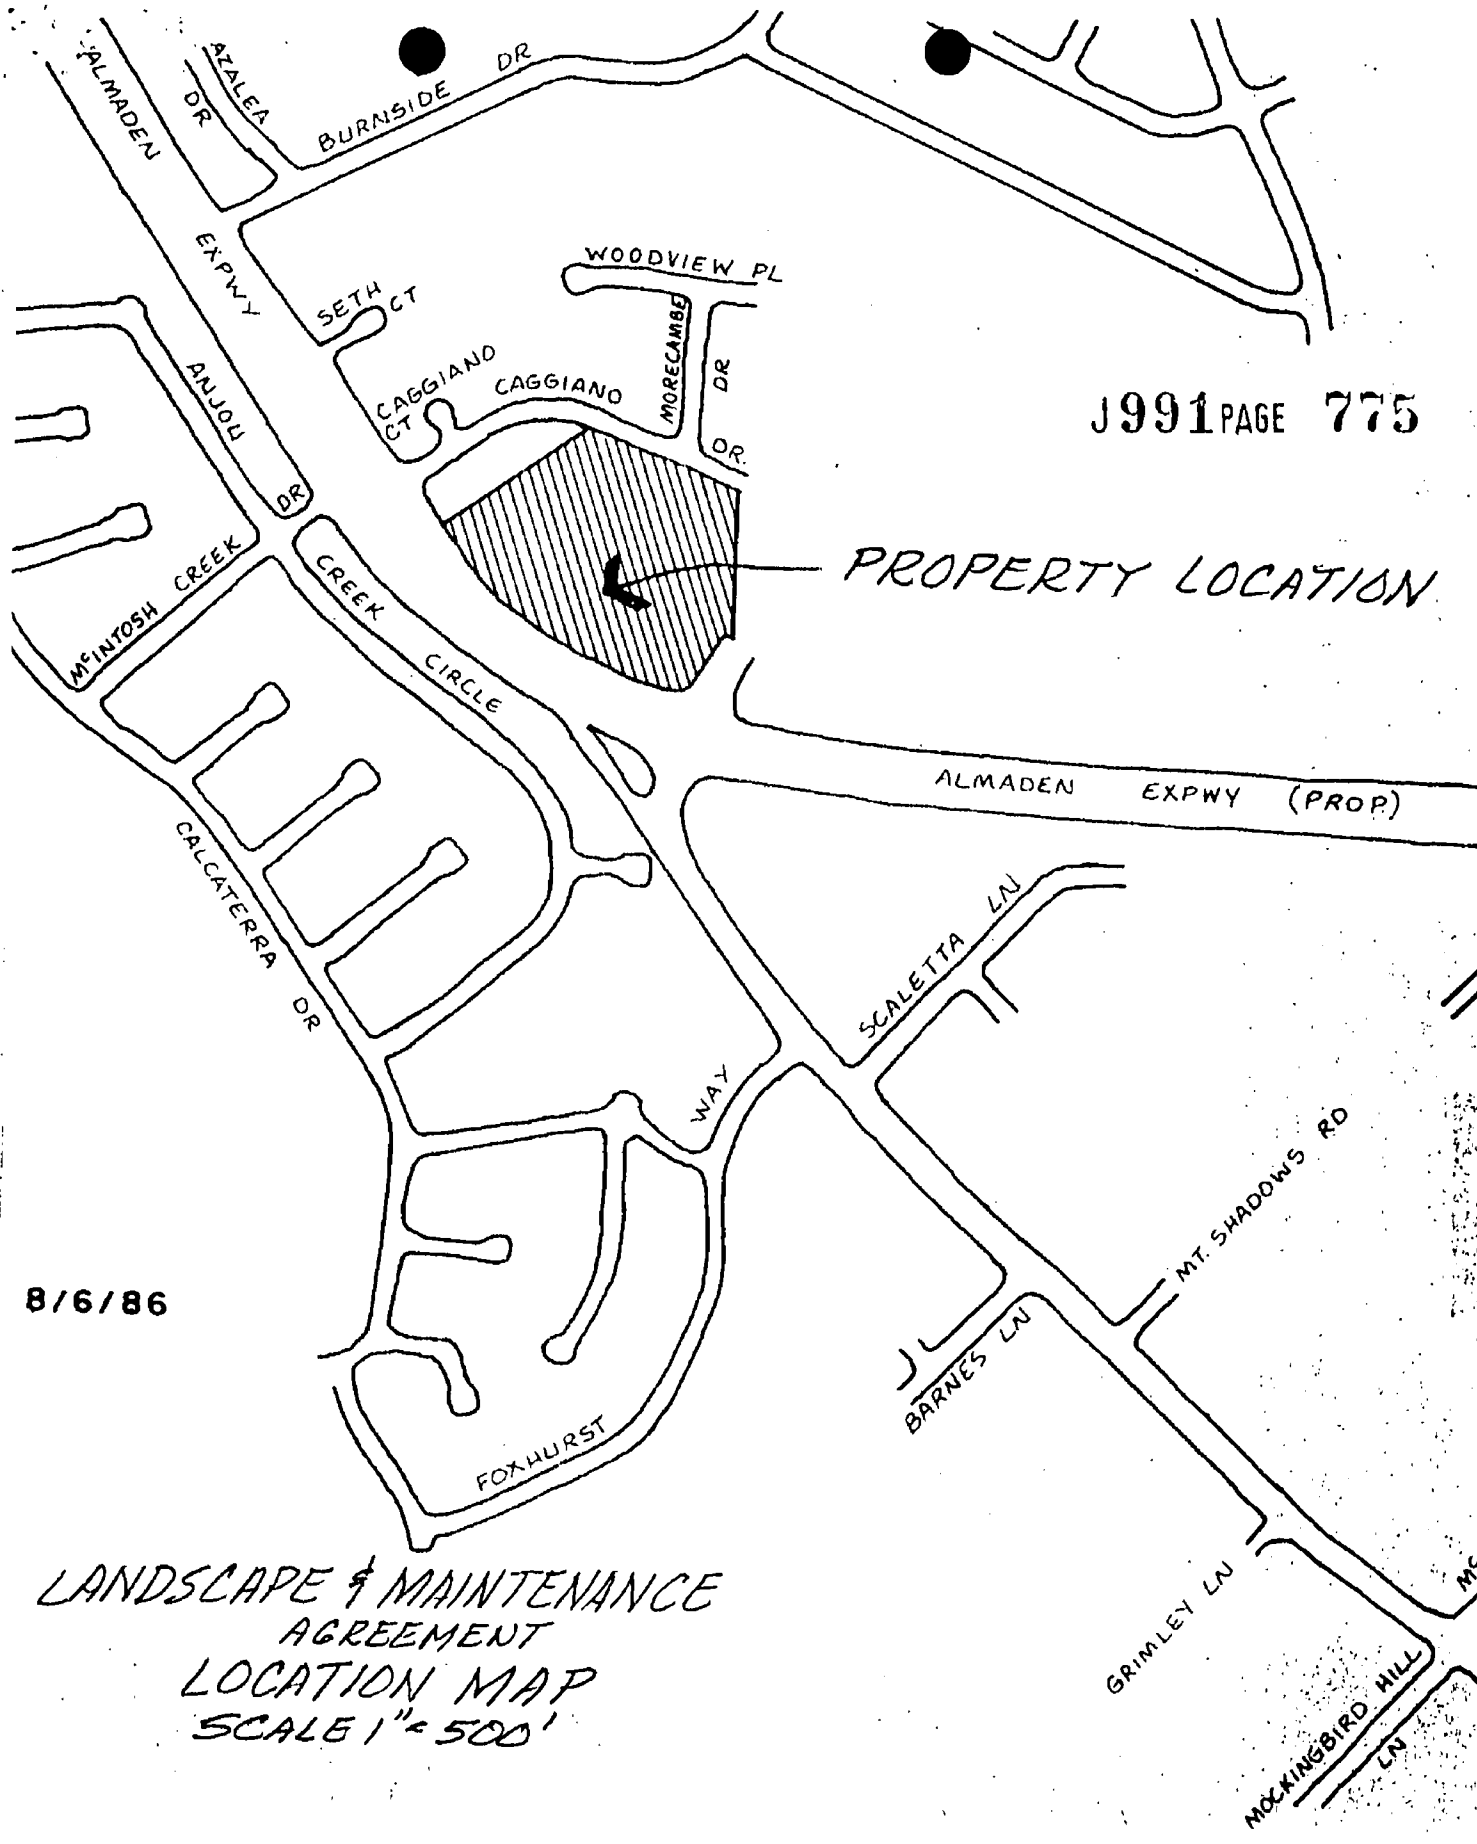 ALMADEN
EXPWY
AZALEA
DR
BURNSIDE DR
WOODVIEW PL
SETH
CT
MORECAMBE
DR
CAGGIANO
CT
CAGGIANO
DR.
ANJOU
DR
J991 PAGE 775
PROPERTY LOCATION
McINTOSH CREEK
CREEK
CIRCLE
ALMADEN EXPWY (PROP.)
CALCATERRA
DR
SCALETTA LN
WAY
MT. SHADOWS RD
8/6/86
BARNES LN
FOXHURST
GRIMLEY LN
MOCKINGBIRD HILL
LN
LANDSCAPE & MAINTENANCE
AGREEMENT
LOCATION MAP
SCALE 1"=500'